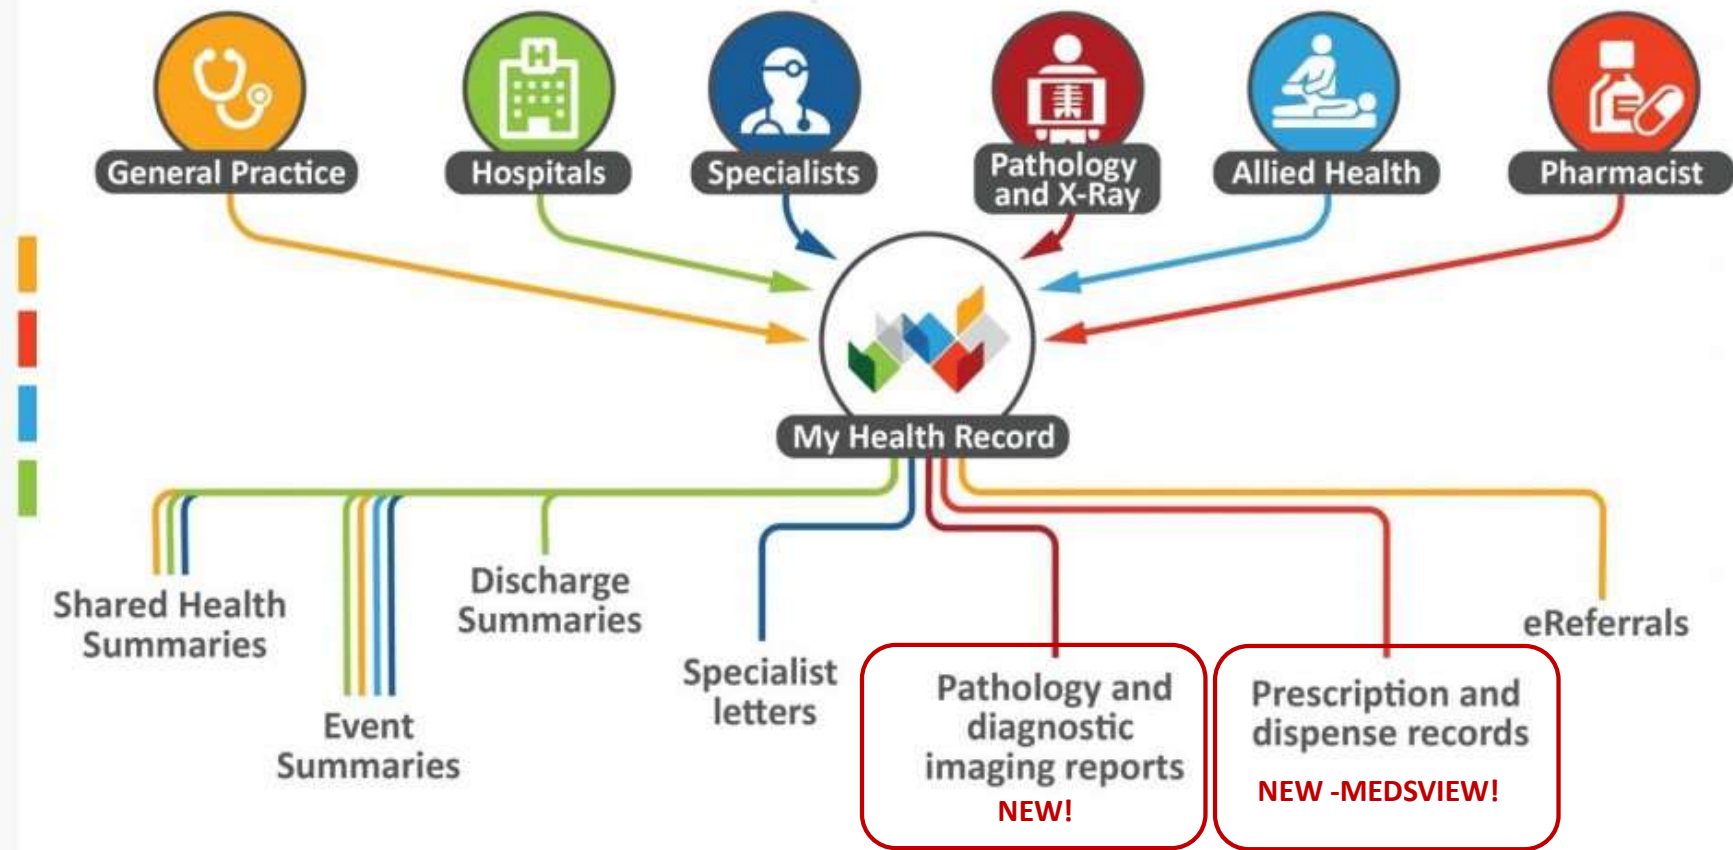 General Practice
Hospitals
Specialists
Pathology
and X-Ray
Allied Health
Pharmacist
H
My Health Record
Shared Health
Summaries
Event
Summaries
Discharge
Summaries
Specialist
letters
Pathology and
diagnostic
imaging reports
NEW!
Prescription and
dispense records
NEW -MEDSVIEW!
eReferrals